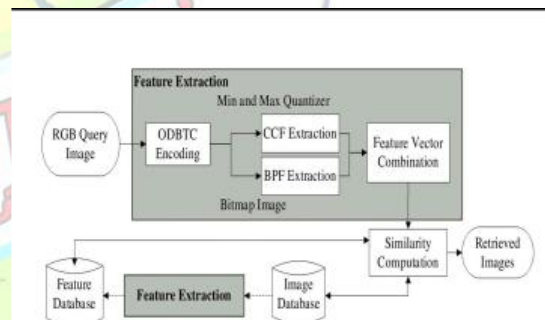 Feature Extraction
Min and Max Quantizer
RGB Query
Image
ODBTC
Encoding
CCF Extraction
BPF Extraction
Feature Vector
Combination
Bitmap Image
Similarity
Computation
Retrieved
Images
Feature
Database
Feature Extraction
Image
Database